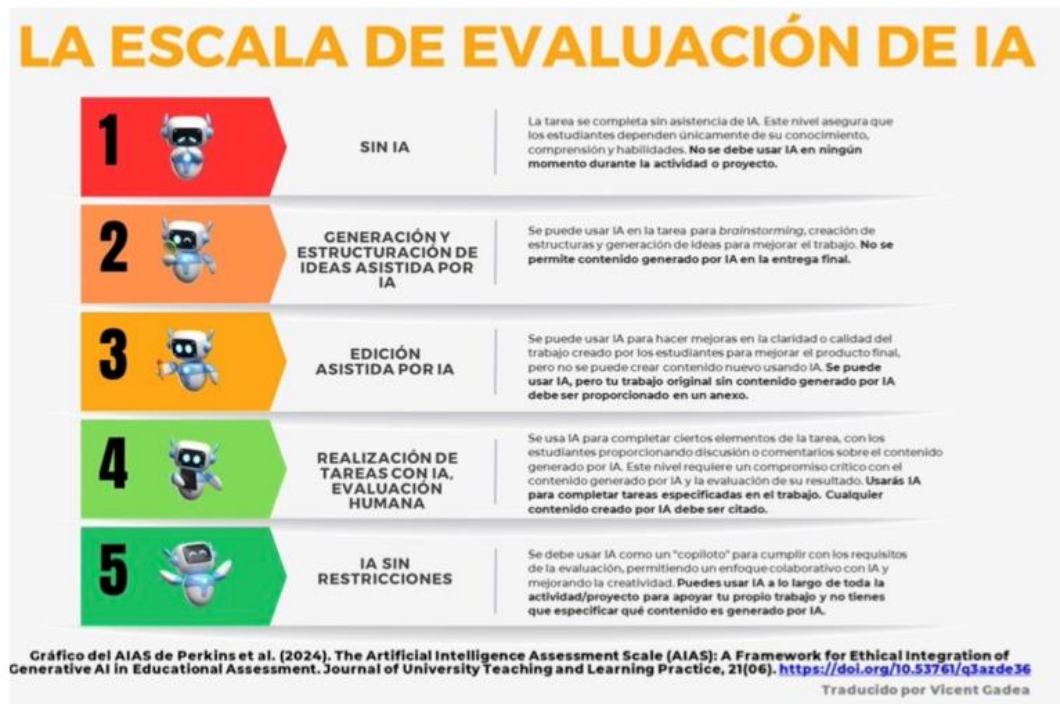 LA ESCALA DE EVALUACIÓN DE IA
1
SIN IA
La tarea se completa sin asistencia de IA. Este nivel asegura que
los estudiantes dependen únicamente de su conocimiento,
comprensión y habilidades. No se debe usar IA en ningún
momento durante la actividad o proyecto.
2
GENERACIÓN Y
ESTRUCTURACIÓN DE
IDEAS ASISTIDA POR
IA
Se puede usar IA en la tarea para brainstorming, creación de
estructuras y generación de ideas para mejorar el trabajo. No se
permite contenido generado por IA en la entrega final.
3
EDICIÓN
ASISTIDA POR IA
Se puede usar IA para hacer mejoras en la claridad o calidad del
trabajo creado por los estudiantes para mejorar el producto final,
pero no se puede crear contenido nuevo usando IA. Se puede
usar IA, pero tu trabajo original sin contenido generado por IA
debe ser proporcionado en un anexo.
4
REALIZACIÓN DE
TAREAS CON IA,
EVALUACIÓN
HUMANA
Se usa IA para completar ciertos elementos de la tarea, con los
estudiantes proporcionando discusión o comentarios sobre el contenido
generado por IA. Este nivel requiere un compromiso crítico con el
contenido generado por IA y la evaluación de su resultado. Usarás IA
para completar tareas especificadas en el trabajo. Cualquier
contenido creado por IA debe ser citado.
5
IA SIN
RESTRICCIONES
Se debe usar IA como un "copiloto" para cumplir con los requisitos
de la evaluación, permitiendo un enfoque colaborativo con IA y
mejorando la creatividad. Puedes usar IA a lo largo de toda la
actividad/proyecto para apoyar tu propio trabajo y no tienes
que especificar qué contenido es generado por IA.
Gráfico del AIAS de Perkins et al. (2024). The Artificial Intelligence Assessment Scale (AIAS): A Framework for Ethical Integration of
Generative AI in Educational Assessment. Journal of University Teaching and Learning Practice, 21(06). https://doi.org/10.53761/q3azde36
Traducido por Vicent Gadea